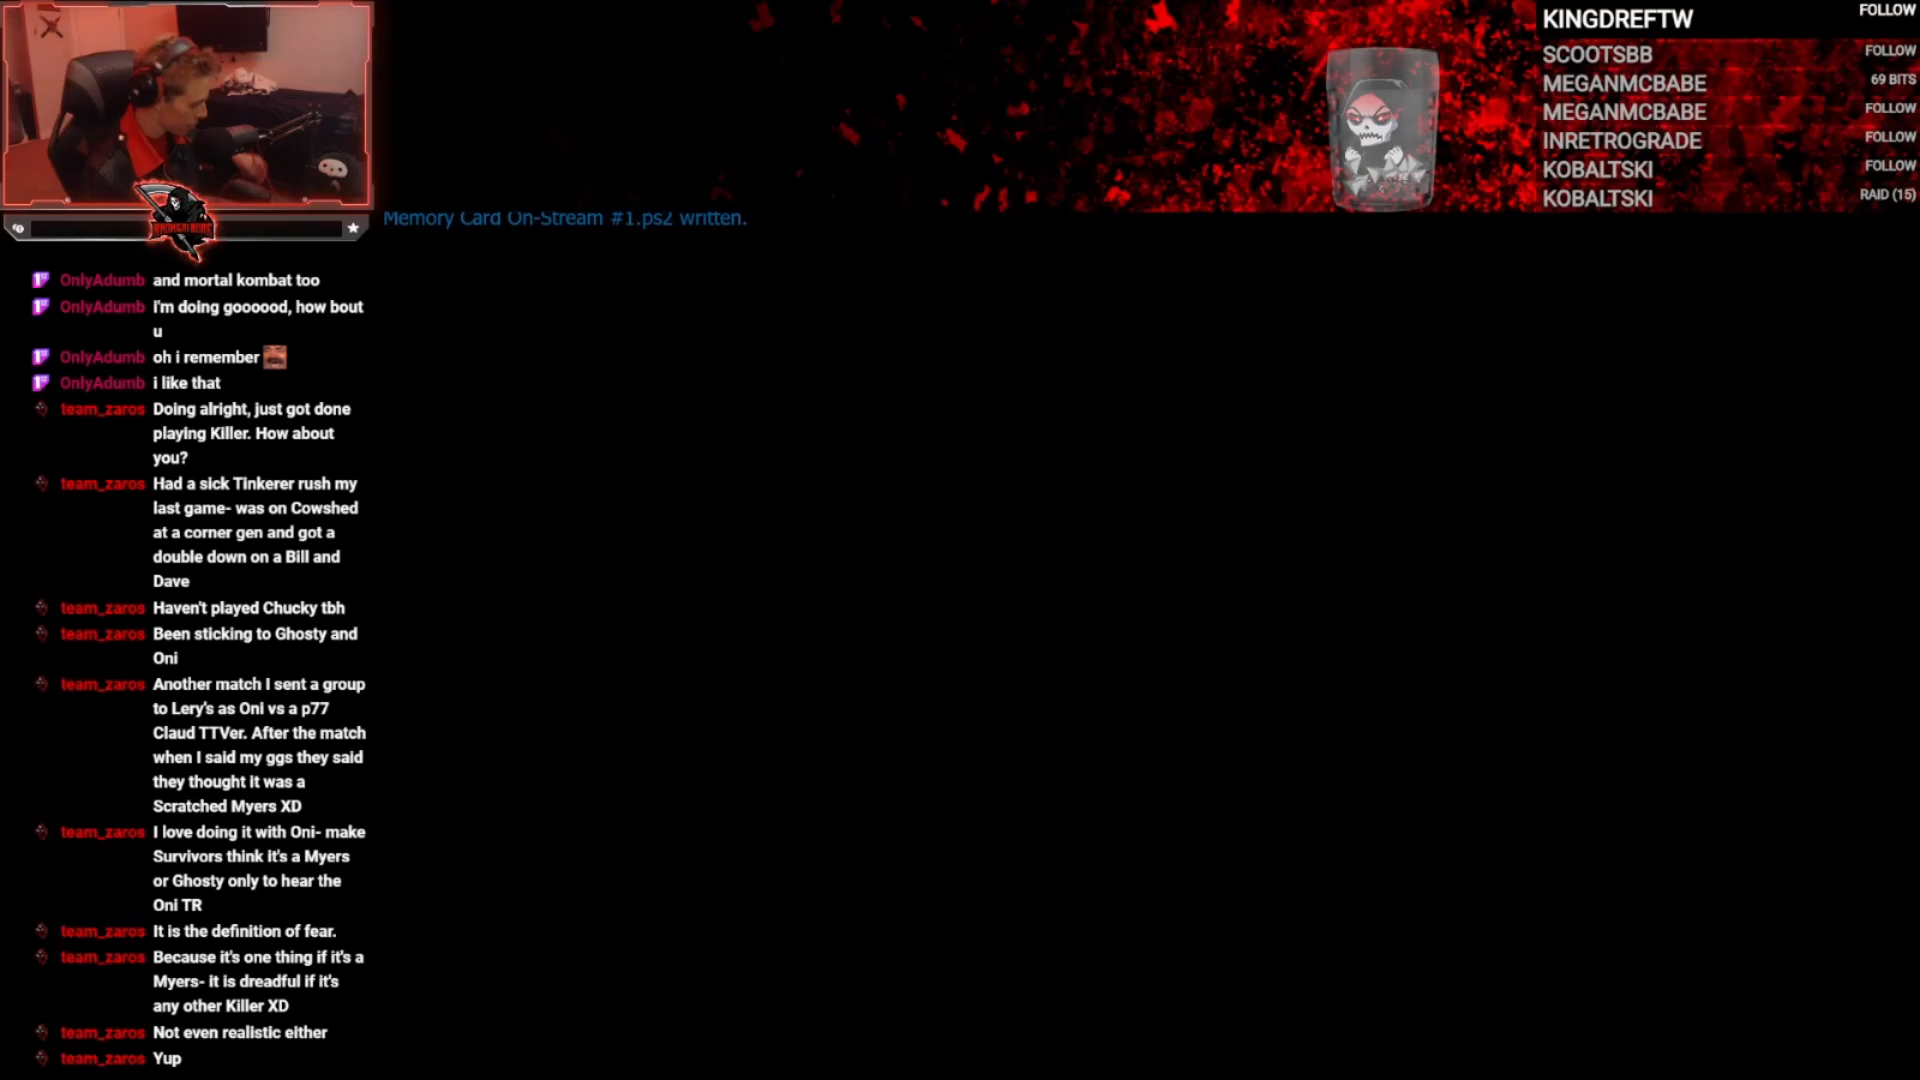 KINGDREFTW FOLLOW
SCOOTSBB FOLLOW
MEGANMCBABE 69 BITS
MEGANMCBABE FOLLOW
INRETROGRADE FOLLOW
KOBALTSKI FOLLOW
KOBALTSKI RAID (15)
Memory Card On-Stream #1.ps2 written.
OnlyAdumb and mortal kombat too
OnlyAdumb i'm doing goooood, how bout
u
OnlyAdumb oh i remember
OnlyAdumb i like that
team_zaros Doing alright, just got done
playing Killer. How about
you?
team_zaros Had a sick Tinkerer rush my
last game- was on Cowshed
at a corner gen and got a
double down on a Bill and
Dave
team_zaros Haven't played Chucky tbh
team_zaros Been sticking to Ghosty and
Oni
team_zaros Another match I sent a group
to Lery's as Oni vs a p77
Claud TTVer. After the match
when I said my ggs they said
they thought it was a
Scratched Myers XD
team_zaros I love doing it with Oni- make
Survivors think it's a Myers
or Ghosty only to hear the
Oni TR
team_zaros It is the definition of fear.
team_zaros Because it's one thing if it's a
Myers- it is dreadful if it's
any other Killer XD
team_zaros Not even realistic either
team_zaros Yup